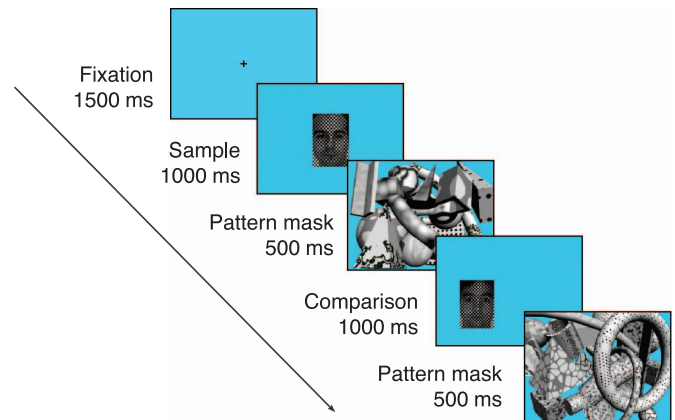 Fixation
1500 ms
Sample
1000 ms
Pattern mask
500 ms
Comparison
1000 ms
Pattern mask
500 ms